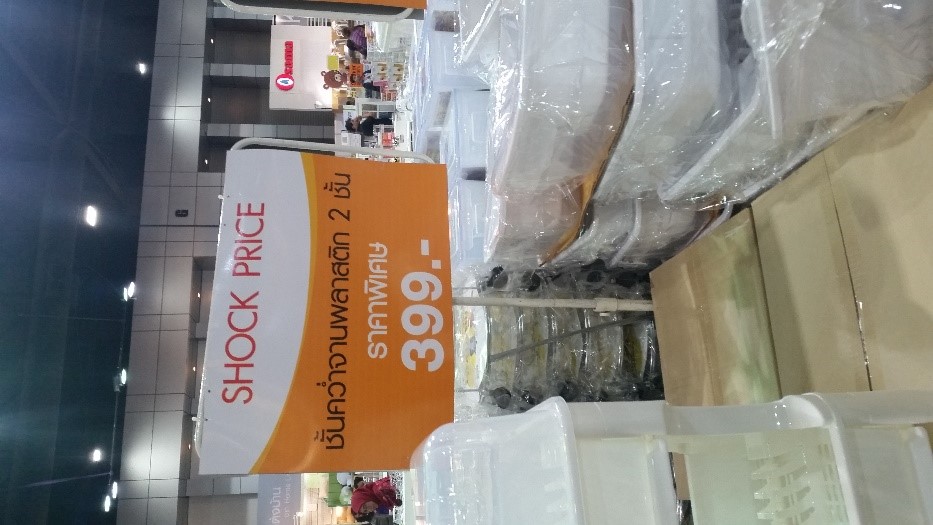 SHOCK PRICE
ชั้นคว่ำจานพลาสติก 2 ชั้น
ราคาพิเศษ
399.-
Ocama
G